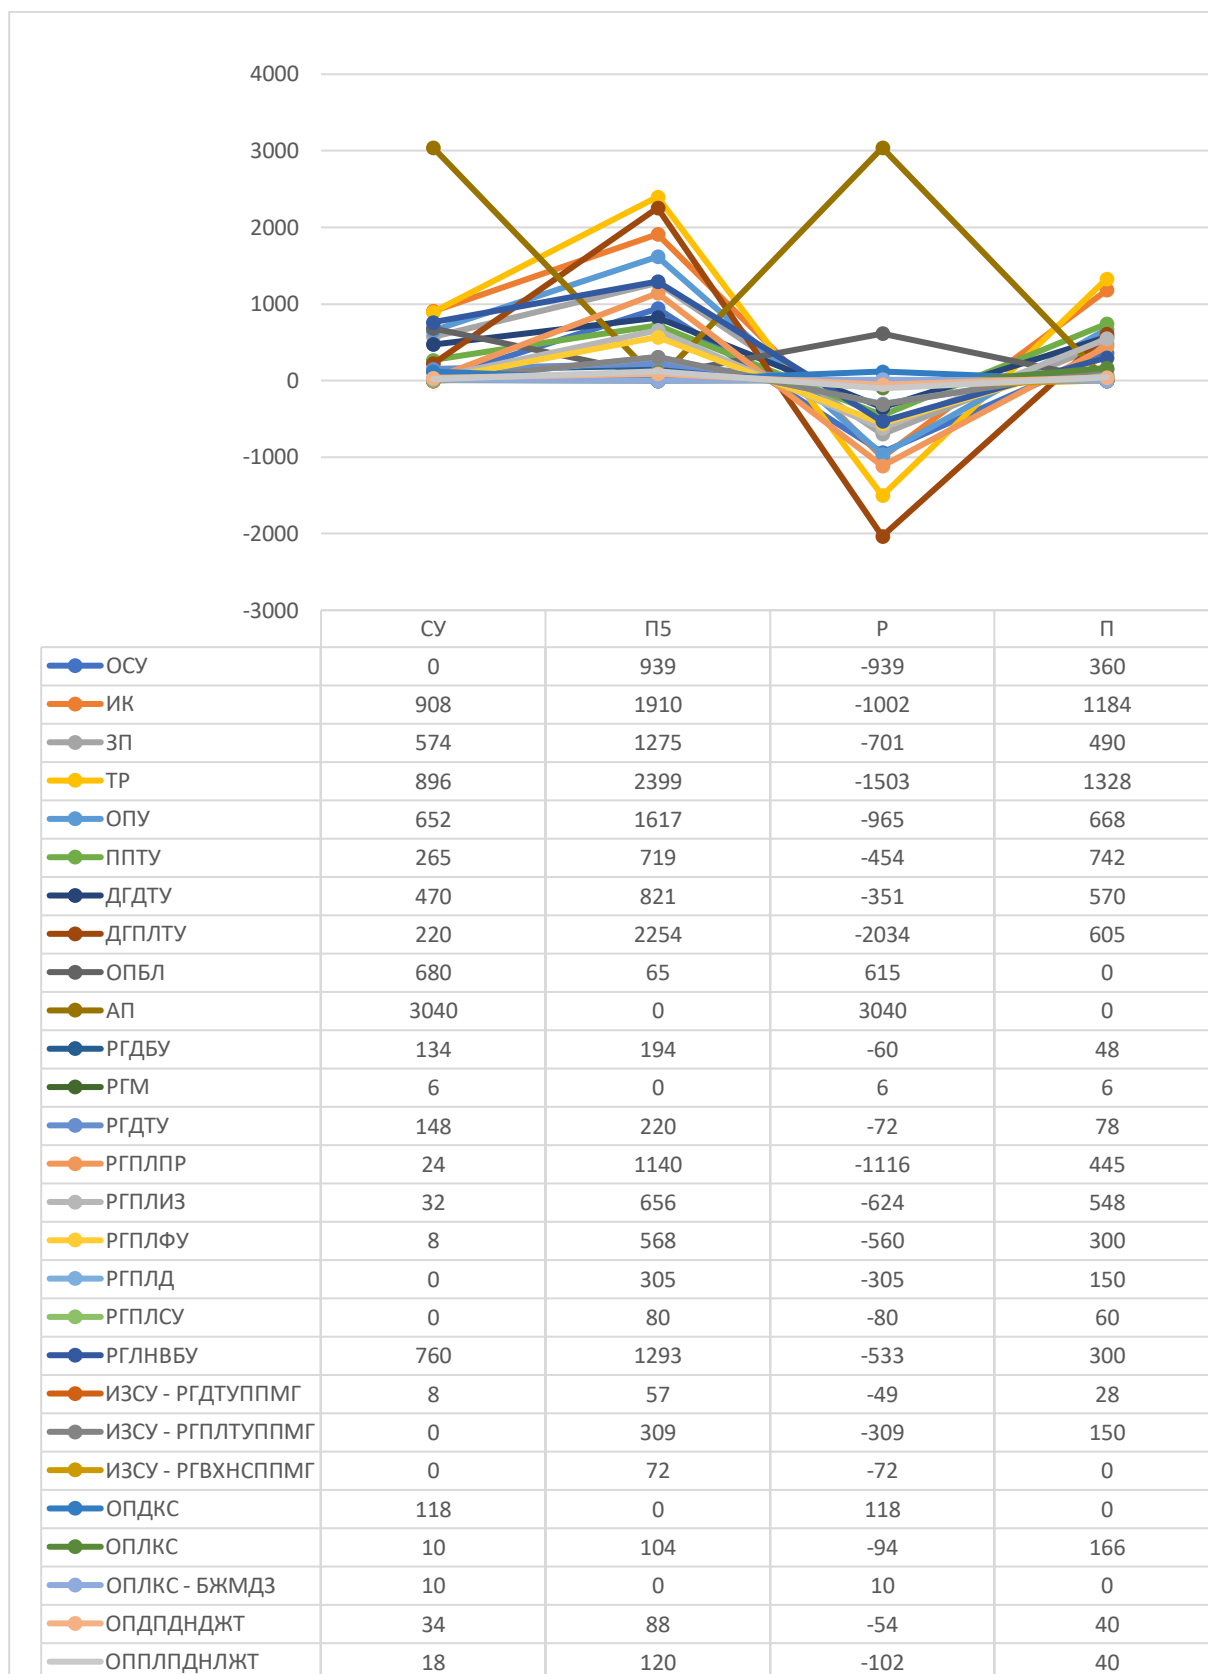 4000
3000
2000
1000
0
-1000
-2000
-3000
СУ П5 Р П
ОСУ 0 939 -939 360
ИК 908 1910 -1002 1184
ЗП 574 1275 -701 490
ТР 896 2399 -1503 1328
ОПУ 652 1617 -965 668
ППТУ 265 719 -454 742
ДГДТУ 470 821 -351 570
ДГПЛТУ 220 2254 -2034 605
ОПБЛ 680 65 615 0
АП 3040 0 3040 0
РГДБУ 134 194 -60 48
РГМ 6 0 6 6
РГДТУ 148 220 -72 78
РГПЛПР 24 1140 -1116 445
РГПЛИЗ 32 656 -624 548
РГПЛФУ 8 568 -560 300
РГПЛД 0 305 -305 150
РГПЛСУ 0 80 -80 60
РГЛНВБУ 760 1293 -533 300
ИЗСУ - РГДТУППМГ 8 57 -49 28
ИЗСУ - РГПЛТУППМГ 0 309 -309 150
ИЗСУ - РГВХНСППМГ 0 72 -72 0
ОПДКС 118 0 118 0
ОПЛКС 10 104 -94 166
ОПЛКС - БЖМДЗ 10 0 10 0
ОПДПДНДЖТ 34 88 -54 40
ОППЛПДНЛЖТ 18 120 -102 40